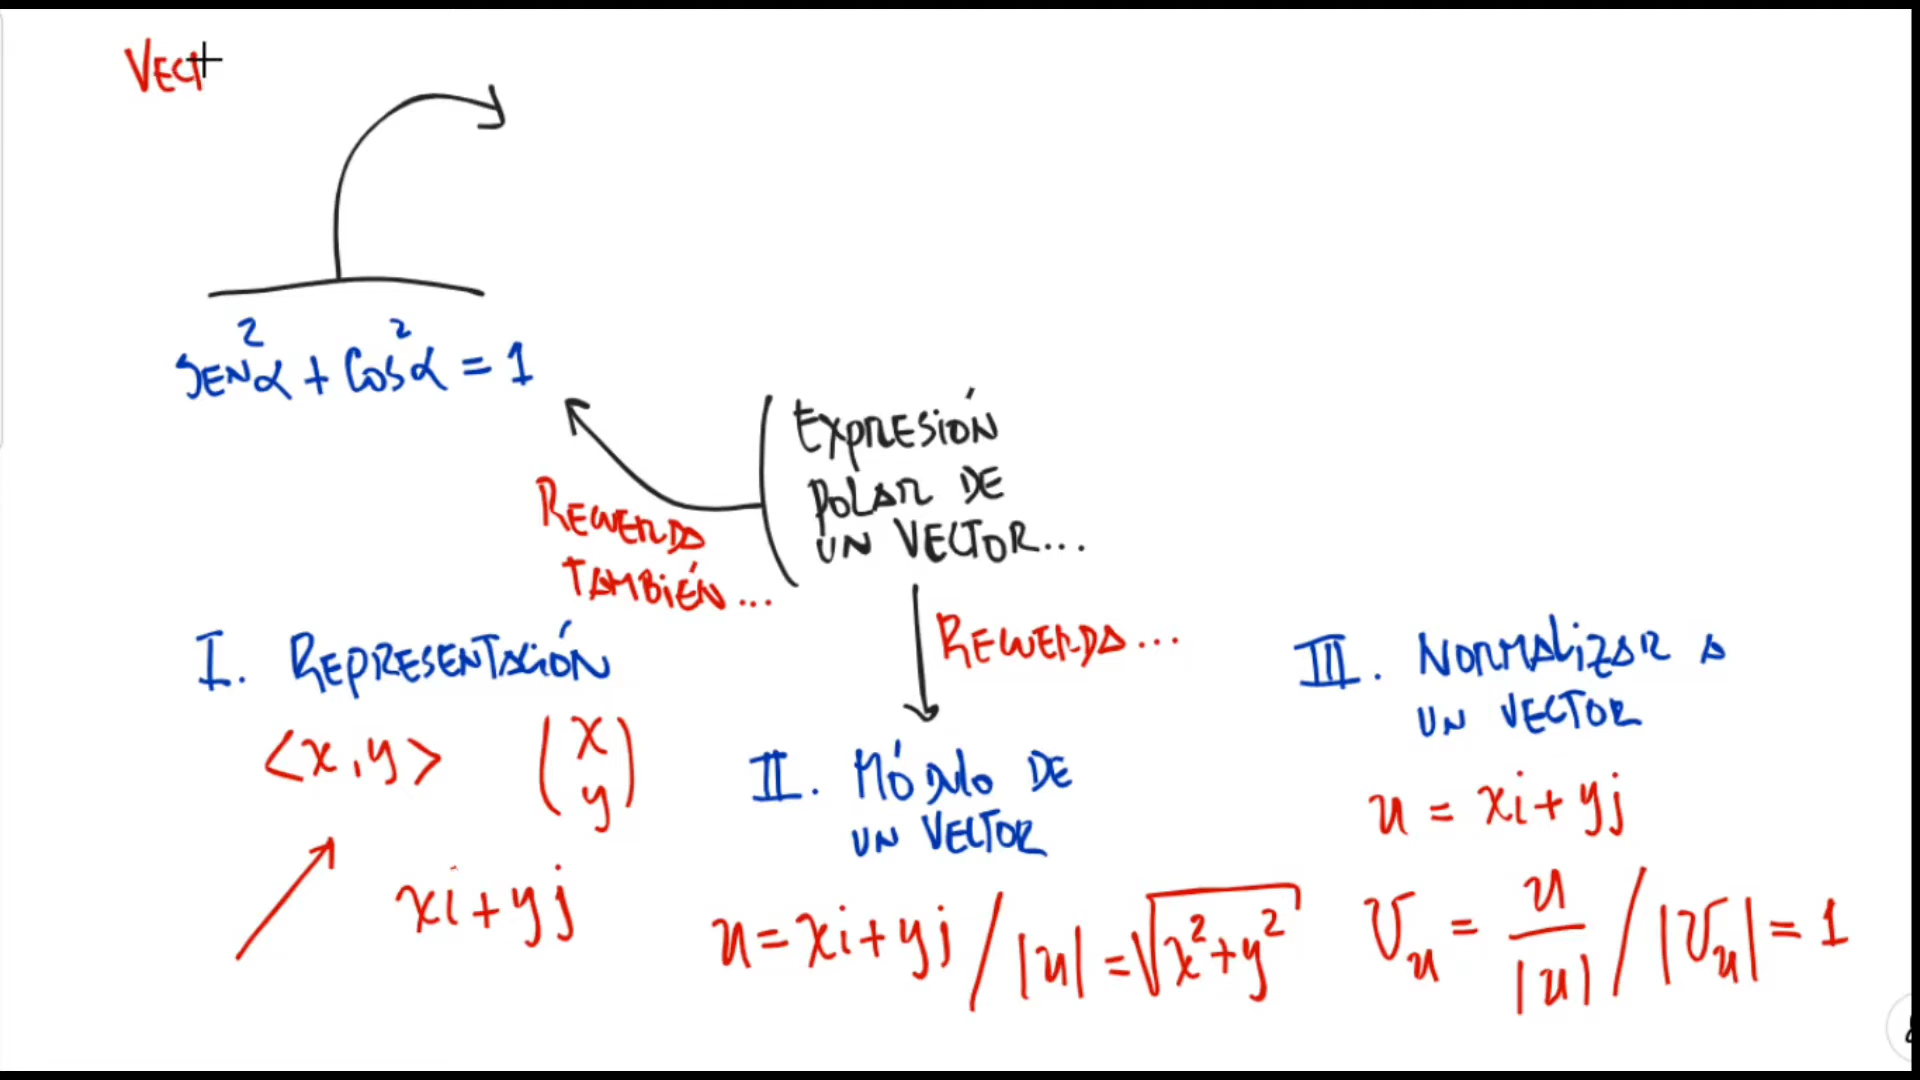 VECT
SEN²α + COS²α = 1
EXPRESIÓN
POLAR DE
UN VECTOR...
RECUERDA
TAMBIÉN...
RECUERDA...
I. REPRESENTACIÓN
<x,y> (x
y)
xi+yj
II. MÓDULO DE
UN VECTOR
u=xi+yj / |u| = √x²+y²
III. NORMALIZAR A
UN VECTOR
u = xi+yj
Vu = u/|u| / |Vu| = 1